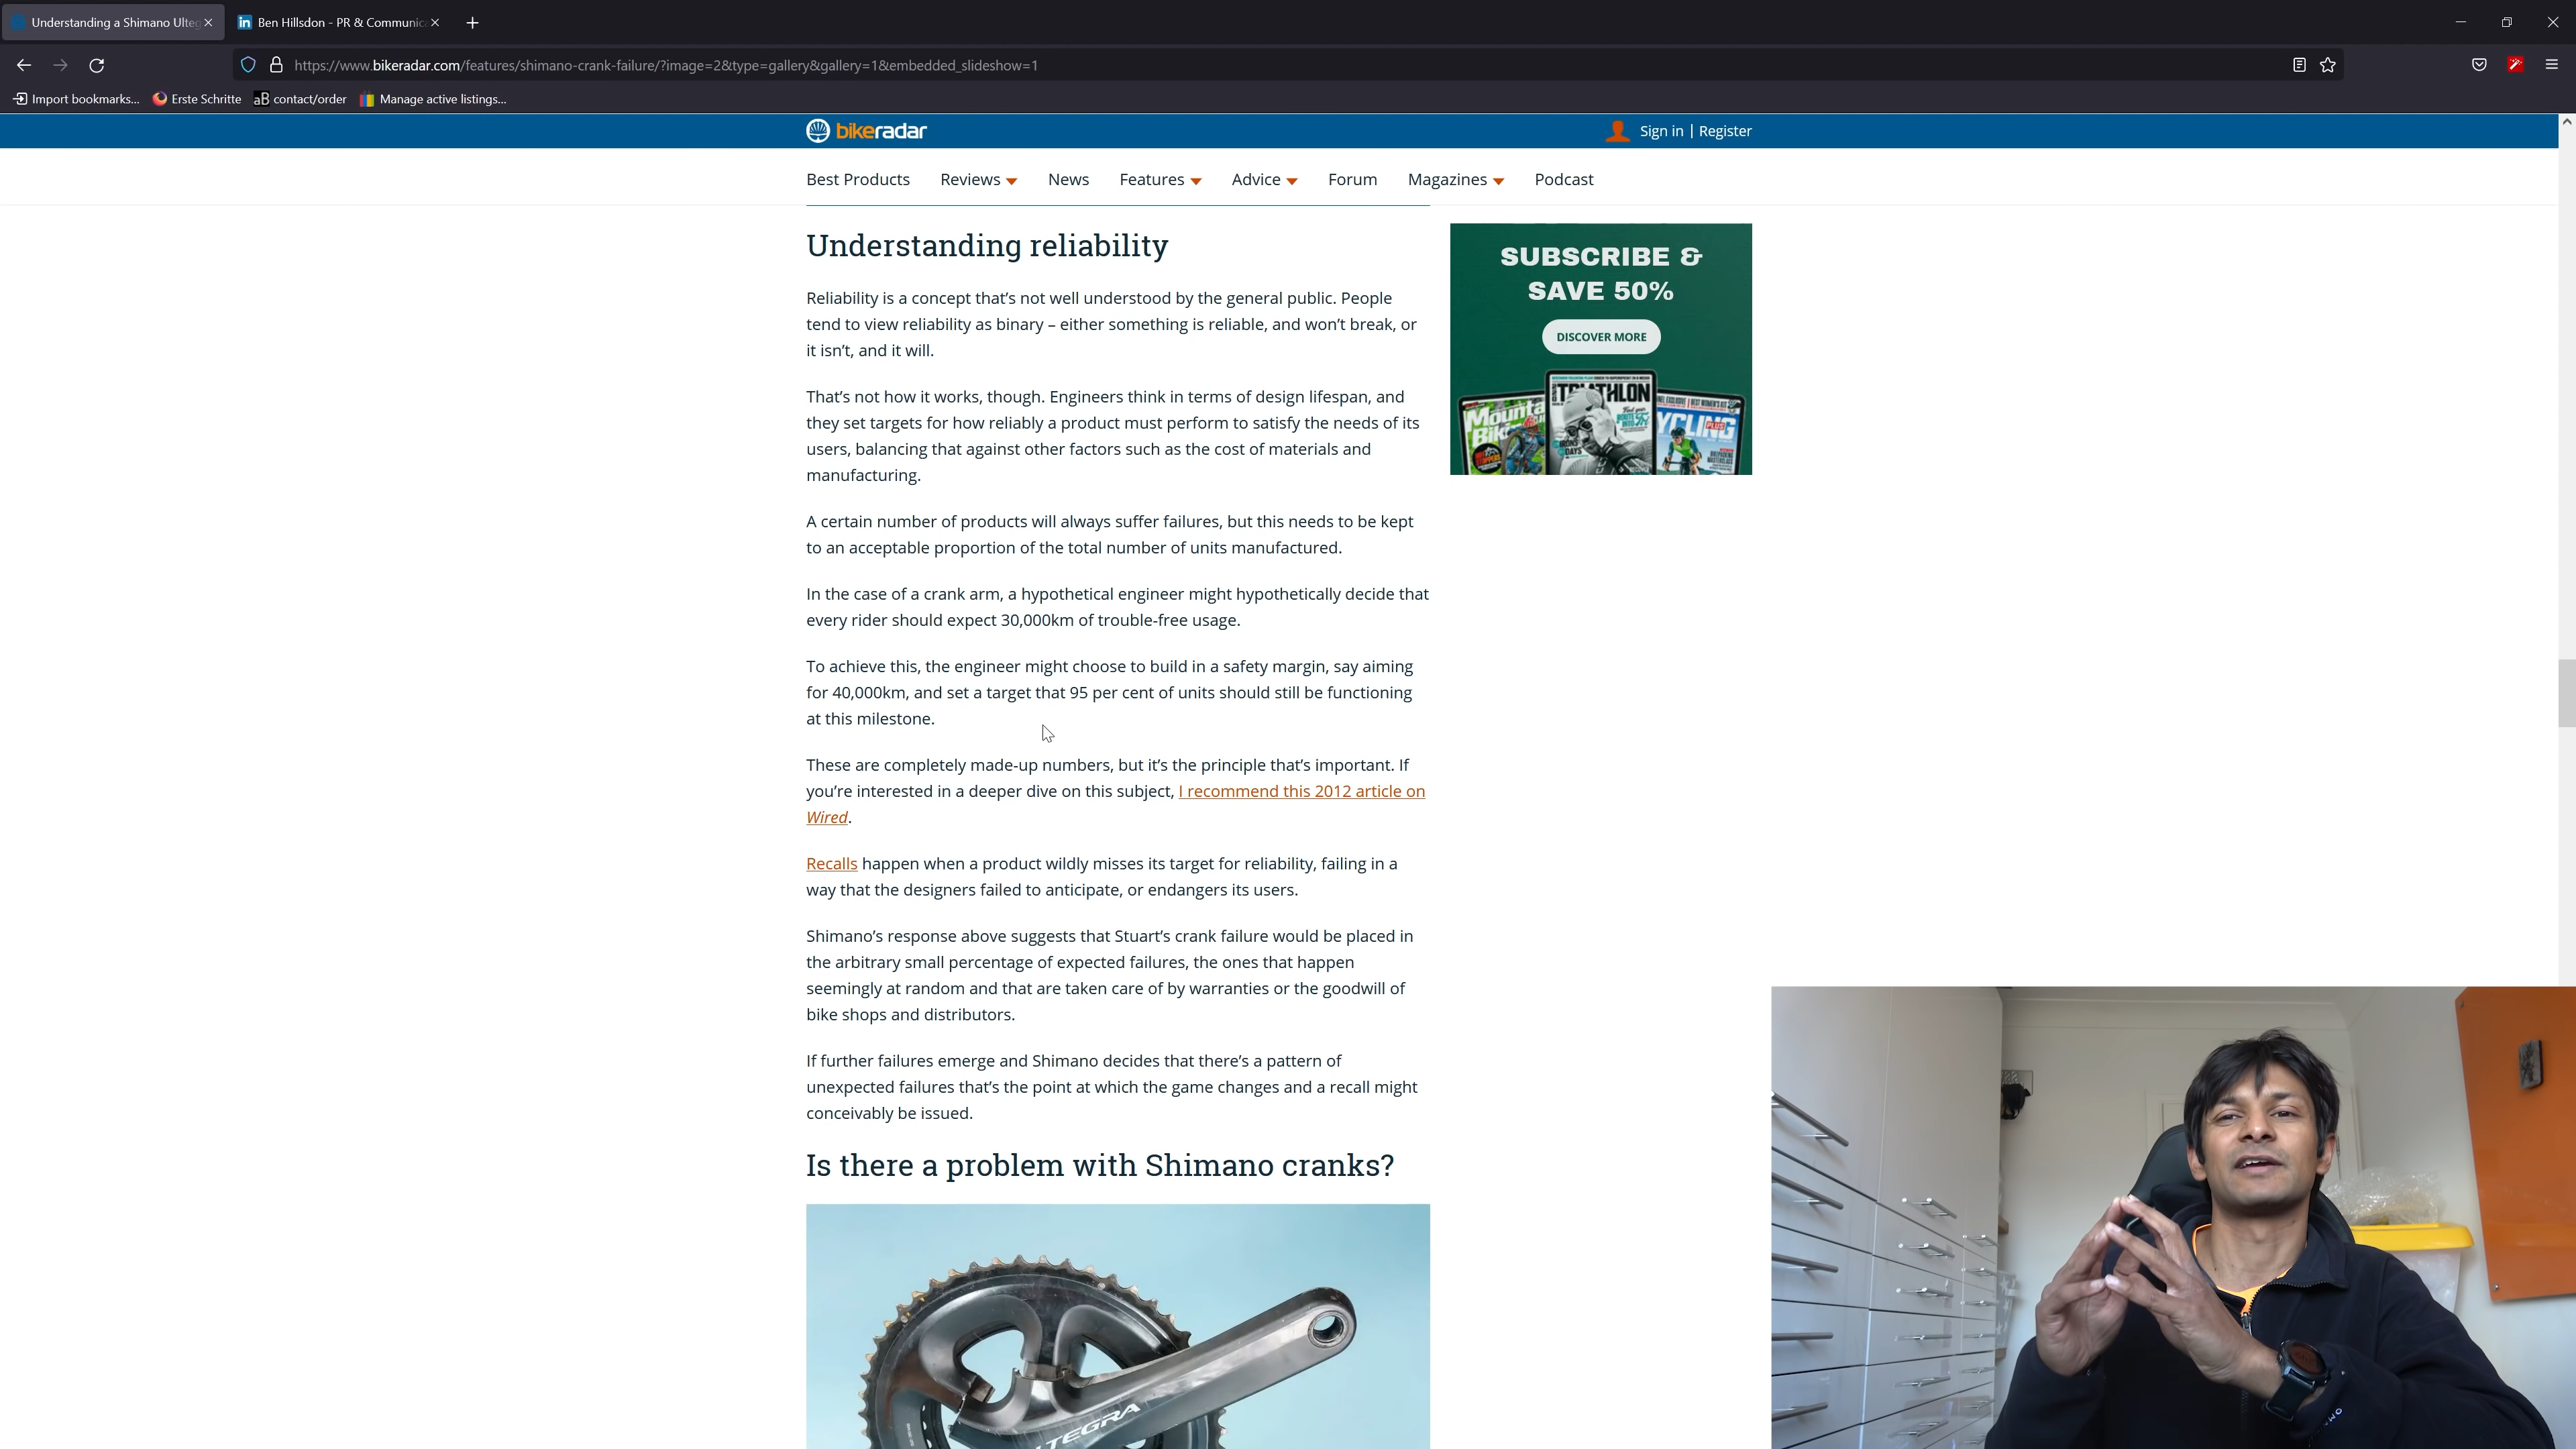 Understanding a Shimano Ulteg
Ben Hillsdon - PR & Communic
https://www.bikeradar.com/features/shimano-crank-failure/?image=2&type=gallery&gallery=1&embedded_slideshow=1
Import bookmarks...
Erste Schritte
aB contact/order
Manage active listings...
bikeradar
Sign in | Register
Best Products
Reviews
News
Features
Advice
Forum
Magazines
Podcast
Understanding reliability
Reliability is a concept that's not well understood by the general public. People
tend to view reliability as binary – either something is reliable, and won't break, or
it isn't, and it will.
That's not how it works, though. Engineers think in terms of design lifespan, and
they set targets for how reliably a product must perform to satisfy the needs of its
users, balancing that against other factors such as the cost of materials and
manufacturing.
A certain number of products will always suffer failures, but this needs to be kept
to an acceptable proportion of the total number of units manufactured.
In the case of a crank arm, a hypothetical engineer might hypothetically decide that
every rider should expect 30,000km of trouble-free usage.
To achieve this, the engineer might choose to build in a safety margin, say aiming
for 40,000km, and set a target that 95 per cent of units should still be functioning
at this milestone.
These are completely made-up numbers, but it's the principle that's important. If
you're interested in a deeper dive on this subject, I recommend this 2012 article on
Wired.
Recalls happen when a product wildly misses its target for reliability, failing in a
way that the designers failed to anticipate, or endangers its users.
Shimano's response above suggests that Stuart's crank failure would be placed in
the arbitrary small percentage of expected failures, the ones that happen
seemingly at random and that are taken care of by warranties or the goodwill of
bike shops and distributors.
If further failures emerge and Shimano decides that there's a pattern of
unexpected failures that's the point at which the game changes and a recall might
conceivably be issued.
Is there a problem with Shimano cranks?
LTEGRA
SUBSCRIBE &
SAVE 50%
DISCOVER MORE
Mounta
Bik
TRIATHLON
YCLING
PLUS